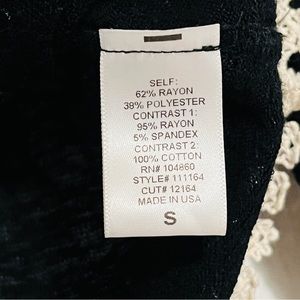 SELF:
62% RAYON
38% POLYESTER
CONTRAST 1:
95% RAYON
5% SPANDEX
CONTRAST 2:
100% COTTON
RN# 104860
STYLE# 111164
CUT# 12164
MADE IN USA
S